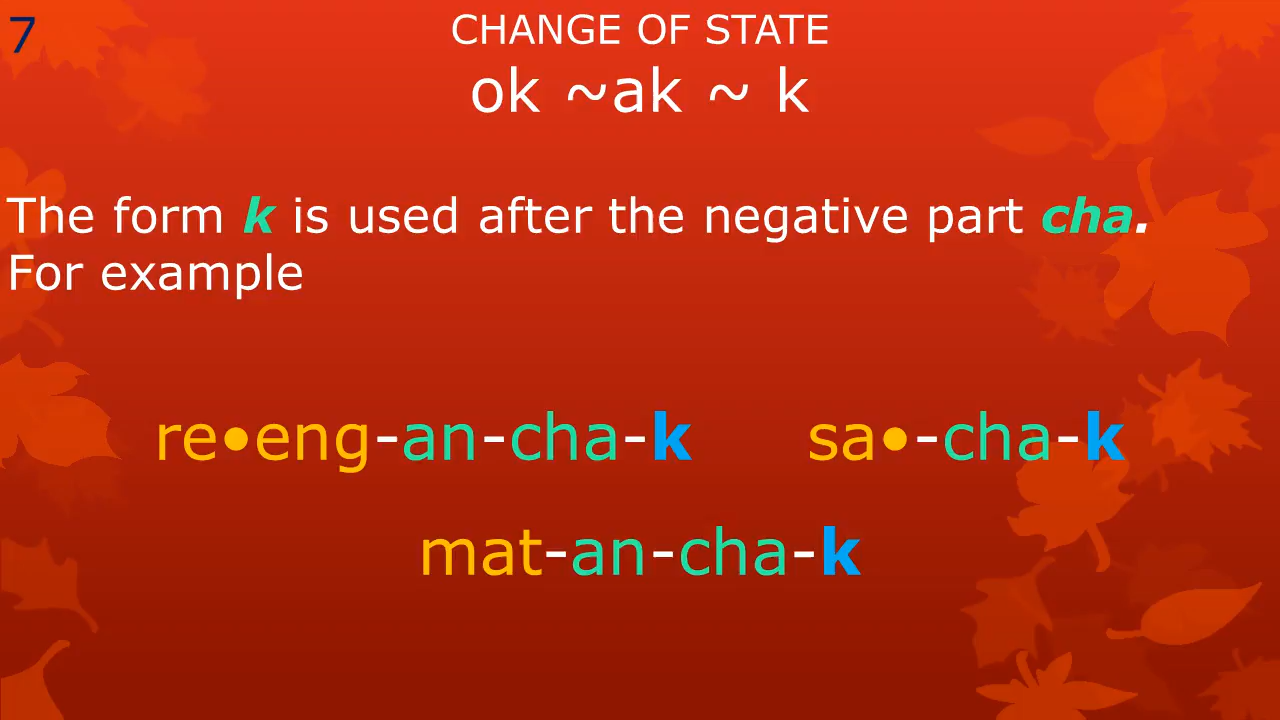 7
CHANGE OF STATE
ok ~ak ~ k
The form k is used after the negative part cha.
For example
re•eng-an-cha-k sa•-cha-k
mat-an-cha-k